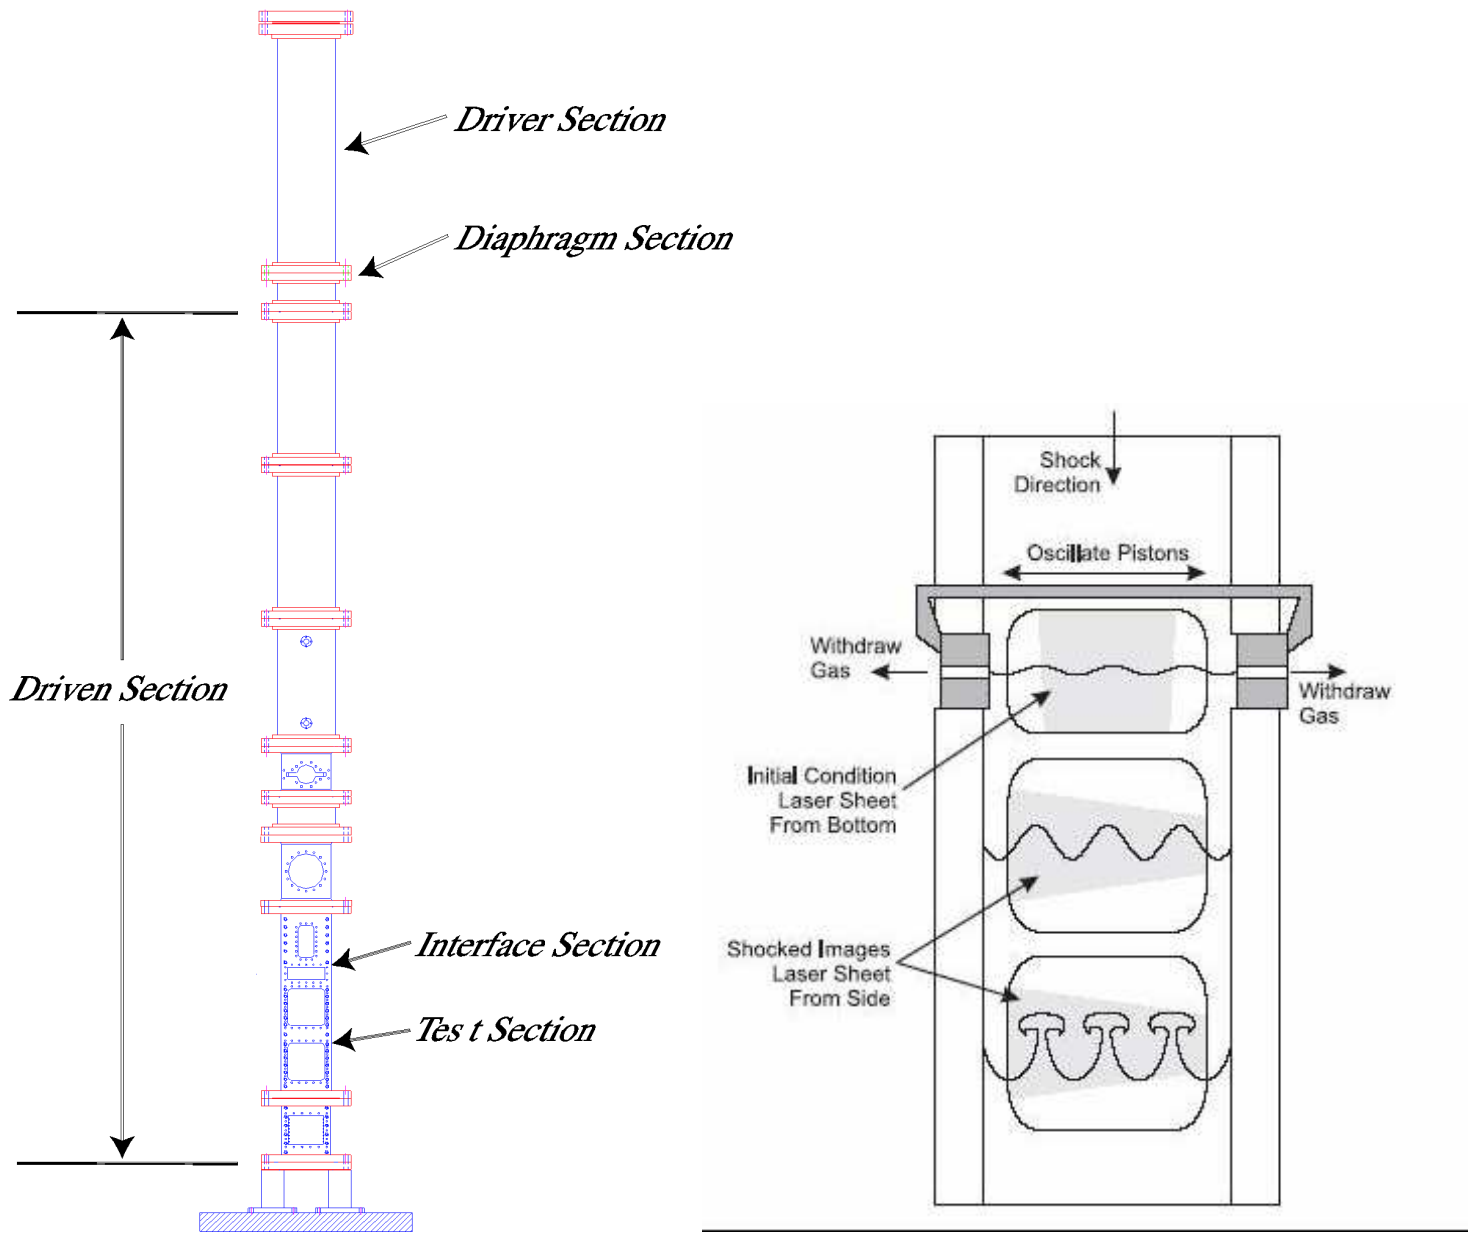 Driver Section
Diaphragm Section
Driven Section
Interface Section
Tes t Section
Shock
Direction
Oscillate Pistons
Withdraw
Gas
Withdraw
Gas
Initial Condition
Laser Sheet
From Bottom
Shocked Images
Laser Sheet
From Side